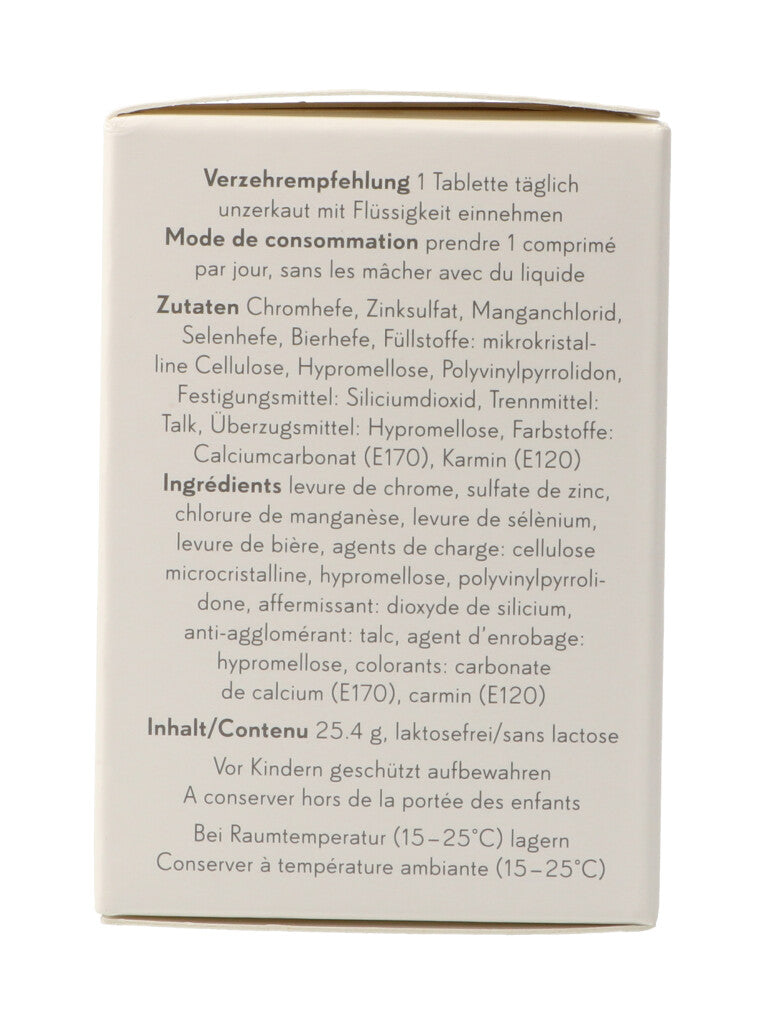 Verzehrempfehlung 1 Tablette täglich
unzerkaut mit Flüssigkeit einnehmen
Mode de consommation prendre 1 comprimé
par jour, sans les mâcher avec du liquide
Zutaten Chromhefe, Zinksulfat, Manganchlorid,
Selenhefe, Bierhefe, Füllstoffe: mikrokristal-
line Cellulose, Hypromellose, Polyvinylpyrrolidon,
Festigungsmittel: Siliciumdioxid, Trennmittel:
Talk, Überzugsmittel: Hypromellose, Farbstoffe:
Calciumcarbonat (E170), Karmin (E120)
Ingrédients levure de chrome, sulfate de zinc,
chlorure de manganèse, levure de sélènium,
levure de bière, agents de charge: cellulose
microcristalline, hypromellose, polyvinylpyrroli-
done, affermissant: dioxyde de silicium,
anti-agglomérant: talc, agent d'enrobage:
hypromellose, colorants: carbonate
de calcium (E170), carmin (E120)
Inhalt/Contenu 25.4 g, laktosefrei/sans lactose
Vor Kindern geschützt aufbewahren
A conserver hors de la portée des enfants
Bei Raumtemperatur (15–25°C) lagern
Conserver à température ambiante (15–25°C)